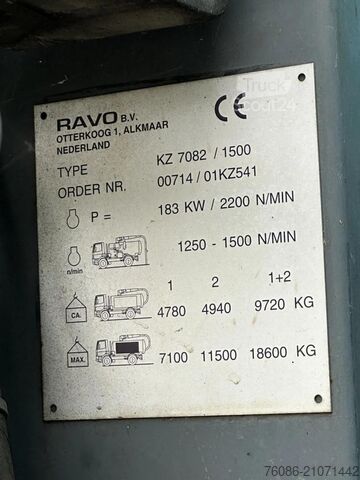 RAVO B.V.
OTTERKOOG 1, ALKMAAR
NEDERLAND
CE
Truck
Scout24
TYPE KZ 7082 / 1500
ORDER NR. 00714 / 01KZ541
P = 183 KW / 2200 N/MIN
n/min 1250 - 1500 N/MIN
1 2 1+2
CA. 4780 4940 9720 KG
MAX. 7100 11500 18600 KG
76086-21071442